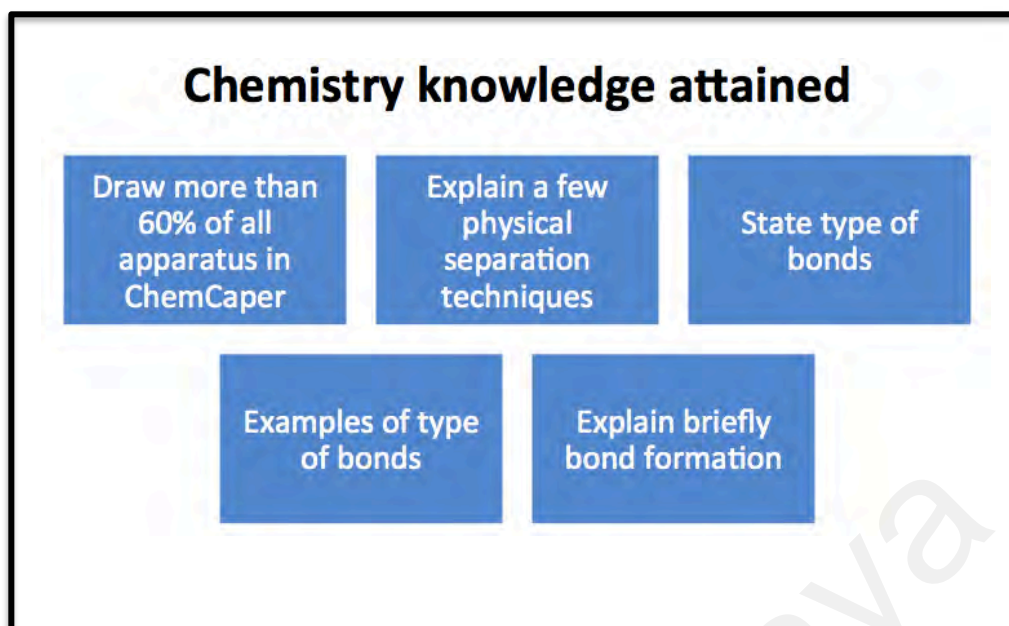 Chemistry knowledge attained
Draw more than
60% of all
apparatus in
ChemCaper
Explain a few
physical
separation
techniques
State type of
bonds
Examples of type
of bonds
Explain briefly
bond formation